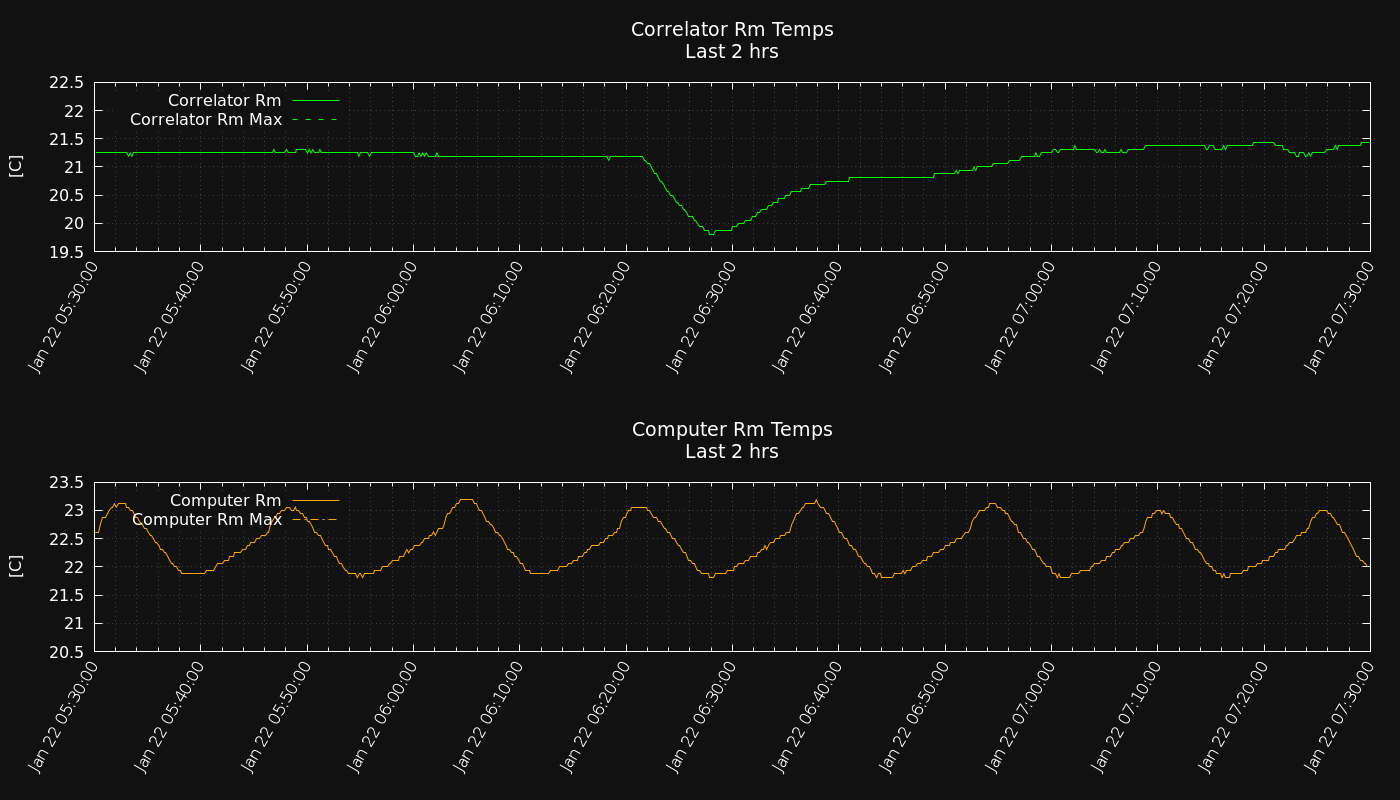 Correlator Rm Temps
Last 2 hrs
22.5
22
21.5
21
20.5
20
19.5
[C]
Correlator Rm
Correlator Rm Max
Jan 22 05:30:00
Jan 22 05:40:00
Jan 22 05:50:00
Jan 22 06:00:00
Jan 22 06:10:00
Jan 22 06:20:00
Jan 22 06:30:00
Jan 22 06:40:00
Jan 22 06:50:00
Jan 22 07:00:00
Jan 22 07:10:00
Jan 22 07:20:00
Jan 22 07:30:00
Computer Rm Temps
Last 2 hrs
23.5
23
22.5
22
21.5
21
20.5
[C]
Computer Rm
Computer Rm Max
Jan 22 05:30:00
Jan 22 05:40:00
Jan 22 05:50:00
Jan 22 06:00:00
Jan 22 06:10:00
Jan 22 06:20:00
Jan 22 06:30:00
Jan 22 06:40:00
Jan 22 06:50:00
Jan 22 07:00:00
Jan 22 07:10:00
Jan 22 07:20:00
Jan 22 07:30:00